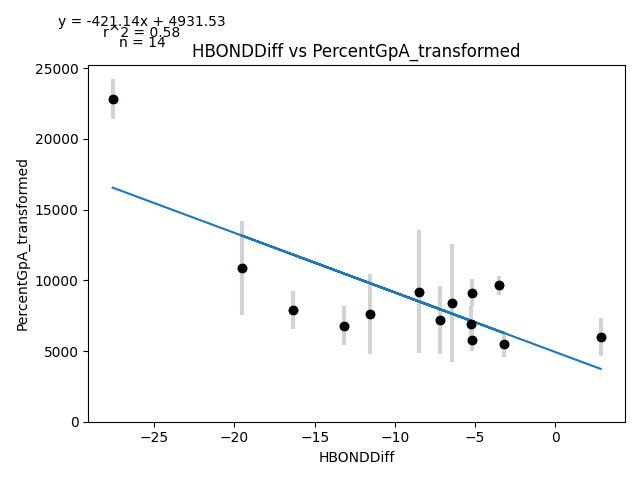 y = -421.14x + 4931.53
r^2 = 0.58
n = 14
HBONDDiff vs PercentGpA_transformed
25000
20000
15000
10000
5000
0
PercentGpA_transformed
−25
−20
−15
−10
−5
0
HBONDDiff